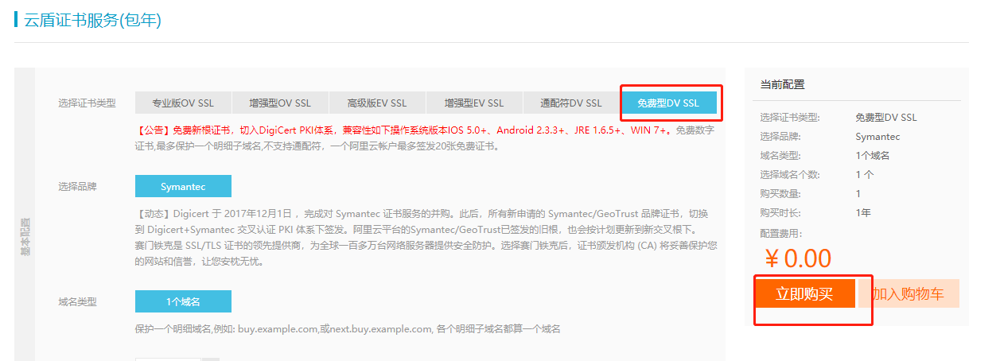 云盾证书服务(包年)
基本配置
选择证书类型
专业版OV SSL
增强型OV SSL
高级版EV SSL
增强型EV SSL
通配符DV SSL
免费型DV SSL
【公告】免费新根证书，切入DigiCert PKI体系，兼容性如下操作系统版本IOS 5.0+、Android 2.3.3+、JRE 1.6.5+、WIN 7+。免费数字
证书,最多保护一个明细子域名,不支持通配符，一个阿里云帐户最多签发20张免费证书。
选择品牌
Symantec
【动态】Digicert 于 2017年12月1日 ，完成对 Symantec 证书服务的并购。此后，所有新申请的 Symantec/GeoTrust 品牌证书，切换
到 Digicert+Symantec 交叉认证 PKI 体系下签发。阿里云平台的Symantec/GeoTrust已签发的旧根，也会按计划更新到新交叉根下。
赛门铁克是 SSL/TLS 证书的领先提供商，为全球一百多万台网络服务器提供安全防护。选择赛门铁克后，证书颁发机构 (CA) 将妥善保护您
的网站和信誉，让您安枕无忧。
域名类型
1个域名
保护一个明细域名,例如: buy.example.com,或next.buy.example.com, 各个明细子域名都算一个域名
当前配置
选择证书类型: 免费型DV SSL
选择品牌: Symantec
域名类型: 1个域名
选择域名个数: 1 个
购买数量: 1
购买时长: 1年
配置费用:
¥ 0.00
立即购买
加入购物车